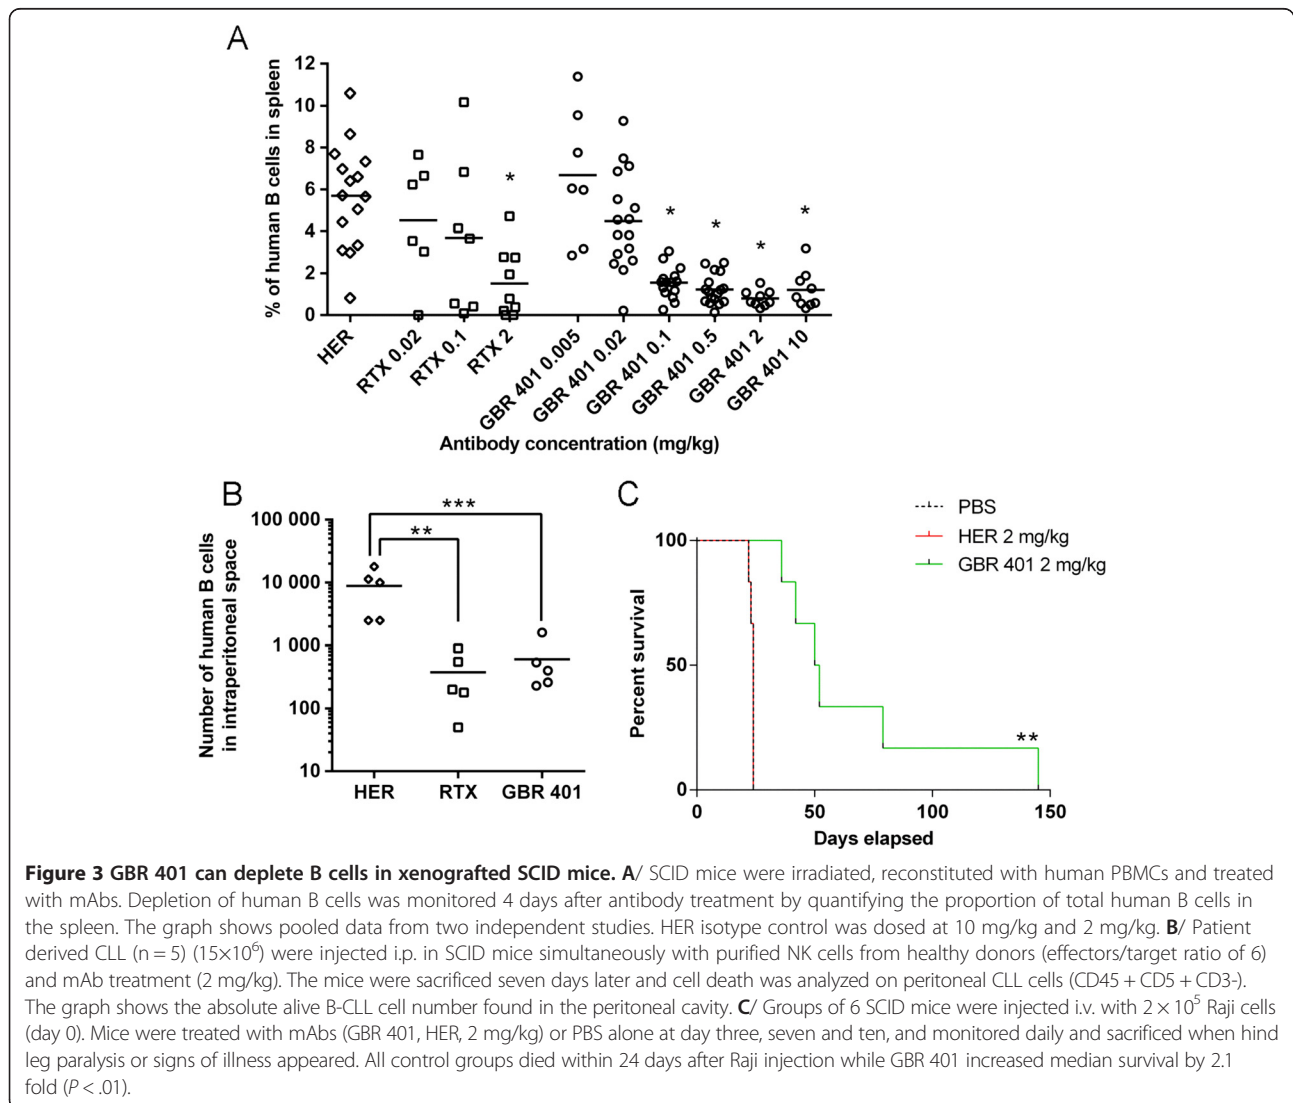 A
% of human B cells in spleen
12
10
8
6
4
2
0
*
*
*
*
*
HER
RTX 0.02
RTX 0.1
RTX 2
GBR 401 0.005
GBR 401 0.02
GBR 401 0.1
GBR 401 0.5
GBR 401 2
GBR 401 10
Antibody concentration (mg/kg)
B
Number of human B cells
in intraperitoneal space
100 000
10 000
1 000
100
10
***
**
HER
RTX
GBR 401
C
PBS
HER 2 mg/kg
GBR 401 2 mg/kg
Percent survival
100
50
0
**
0
50
100
150
Days elapsed
Figure 3 GBR 401 can deplete B cells in xenografted SCID mice. A/ SCID mice were irradiated, reconstituted with human PBMCs and treated
with mAbs. Depletion of human B cells was monitored 4 days after antibody treatment by quantifying the proportion of total human B cells in
the spleen. The graph shows pooled data from two independent studies. HER isotype control was dosed at 10 mg/kg and 2 mg/kg. B/ Patient
derived CLL (n = 5) (15×10⁶) were injected i.p. in SCID mice simultaneously with purified NK cells from healthy donors (effectors/target ratio of 6)
and mAb treatment (2 mg/kg). The mice were sacrificed seven days later and cell death was analyzed on peritoneal CLL cells (CD45 + CD5 + CD3-).
The graph shows the absolute alive B-CLL cell number found in the peritoneal cavity. C/ Groups of 6 SCID mice were injected i.v. with 2 × 10⁵ Raji cells
(day 0). Mice were treated with mAbs (GBR 401, HER, 2 mg/kg) or PBS alone at day three, seven and ten, and monitored daily and sacrificed when hind
leg paralysis or signs of illness appeared. All control groups died within 24 days after Raji injection while GBR 401 increased median survival by 2.1
fold (P < .01).